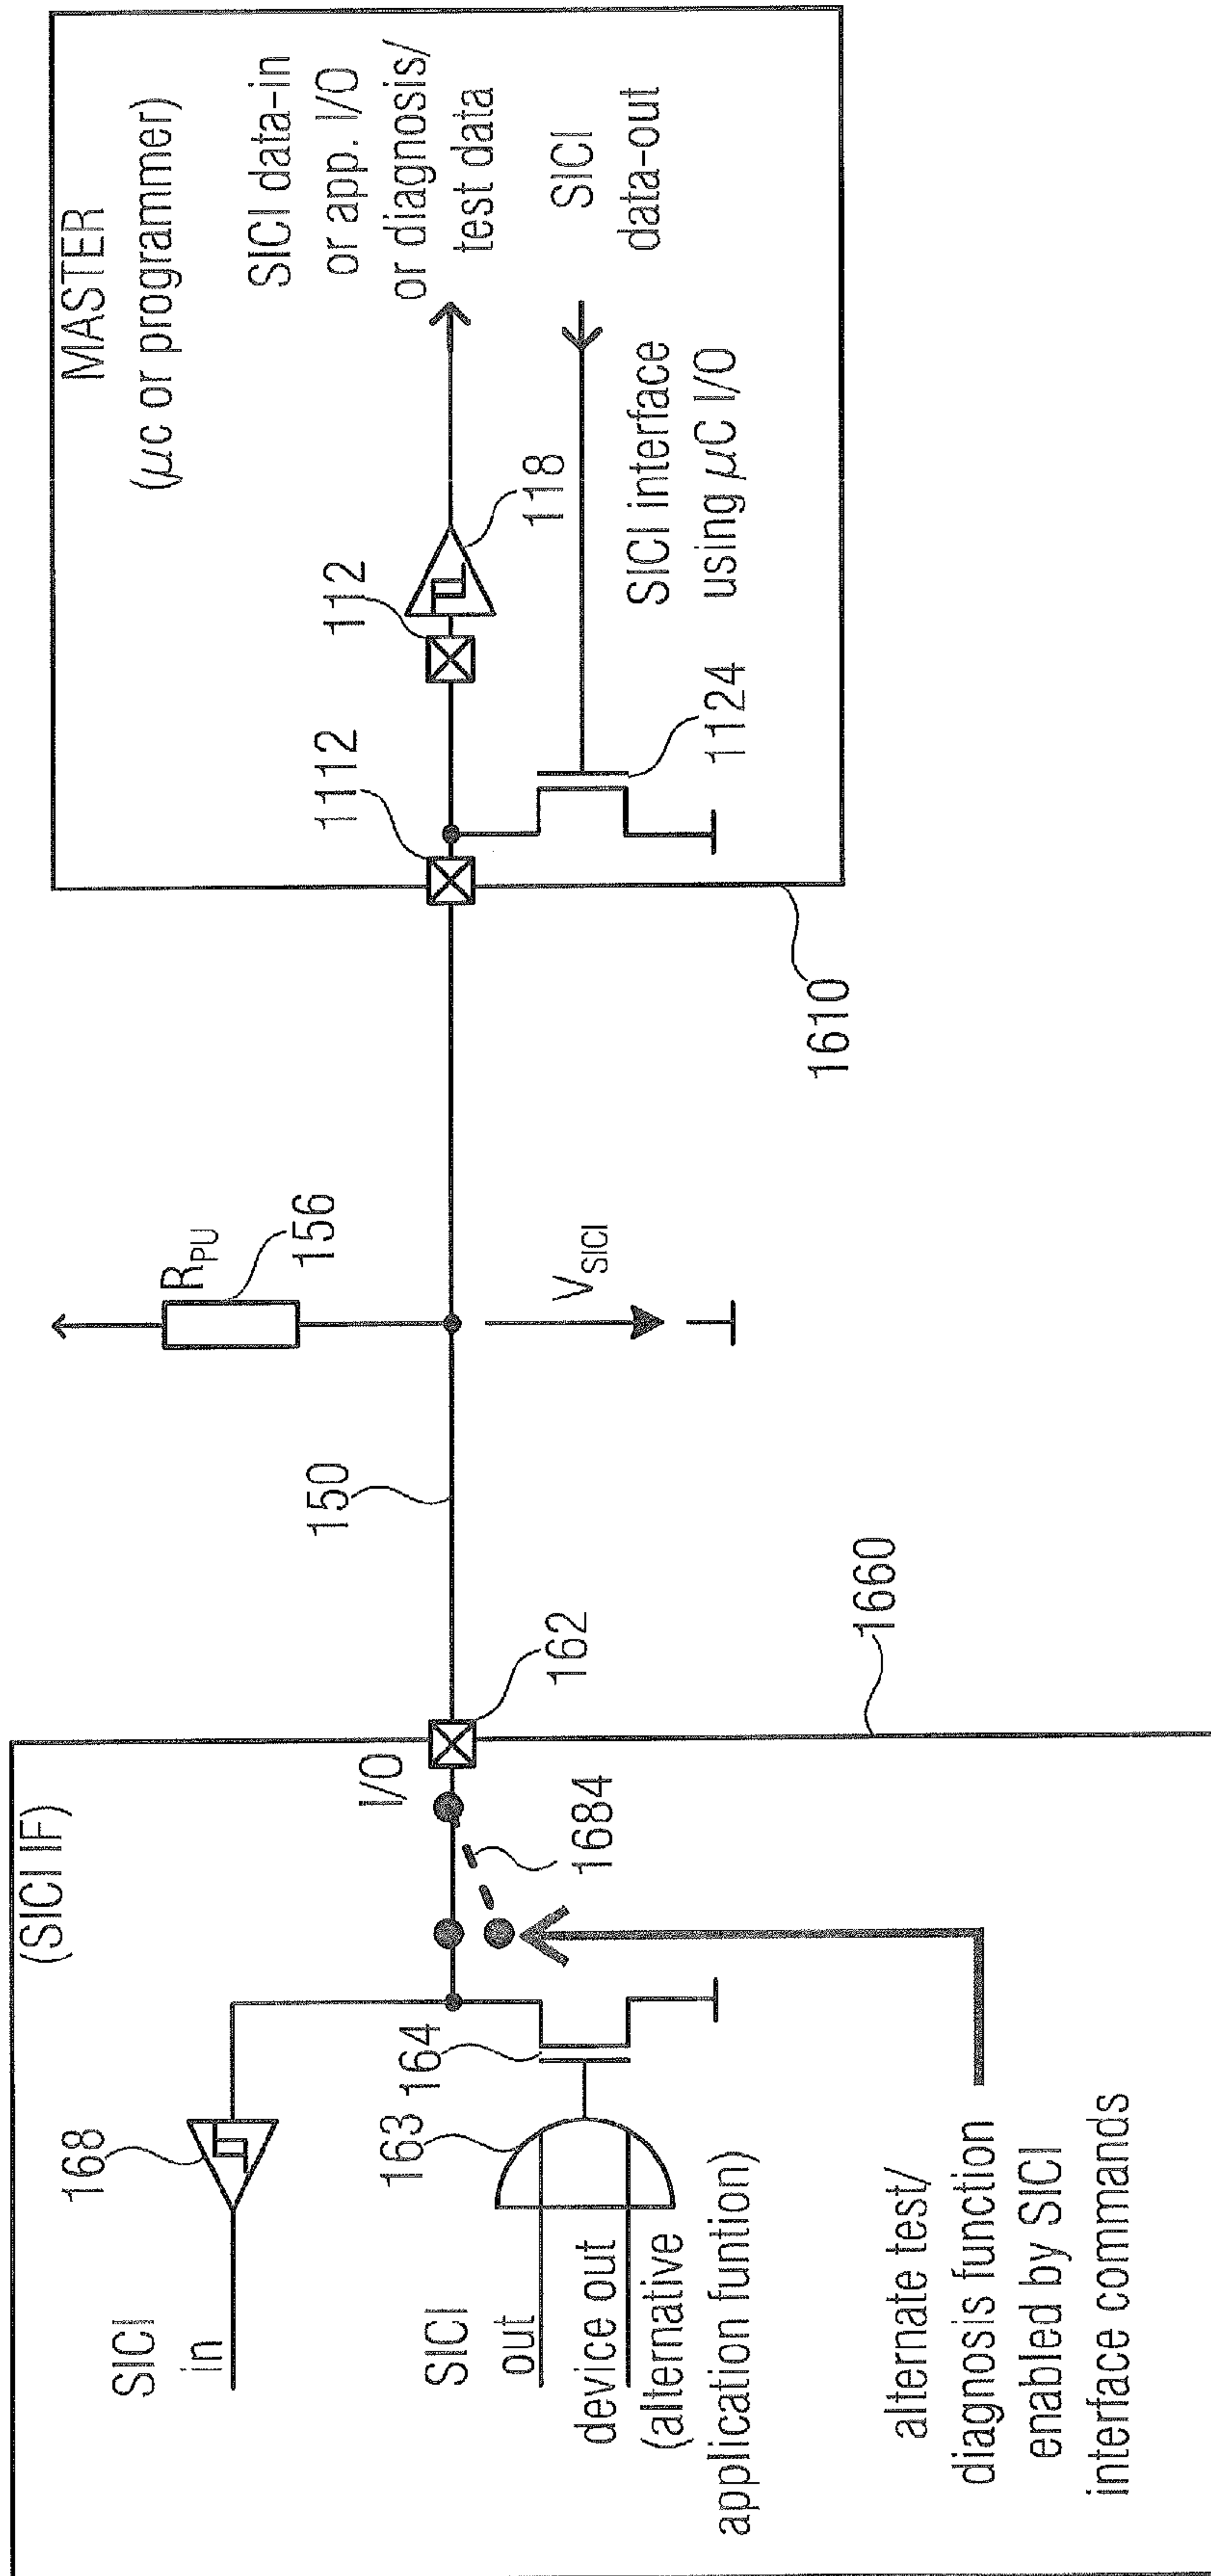 (SICI IF)
168
SICI
in
SICI
out
163
164
device out
(alternative
application funtion)
alternate test/
diagnosis function
enabled by SICI
interface commands
I/O
162
1684
1660
150
R_PU
156
V_SICI
MASTER
(μc or programmer)
SICI data-in
or app. I/O
or diagnosis/
test data
SICI
data-out
112
118
1112
SICI interface
using μC I/O
1124
1610